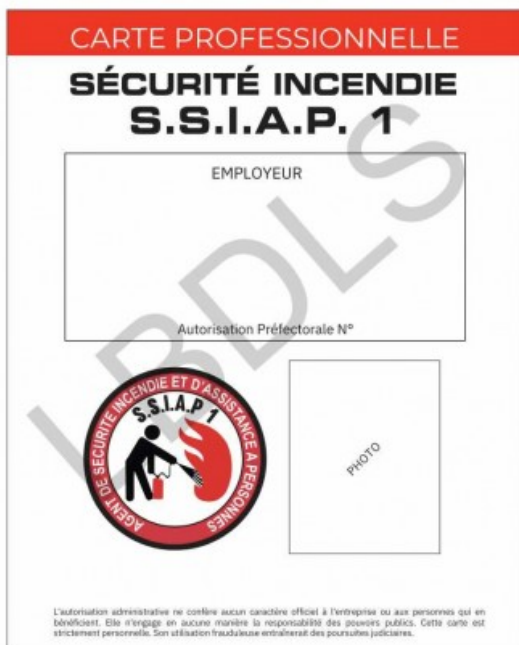 CARTE PROFESSIONNELLE
SÉCURITÉ INCENDIE
S.S.I.A.P. 1
EMPLOYEUR
Autorisation Préfectorale N°
LBDLS
AGENT DE SECURITE INCENDIE ET D'ASSISTANCE A PERSONNES
S.S.I.A.P 1
PHOTO
L'autorisation administrative ne confère aucun caractère officiel à l'entreprise ou aux personnes qui en
bénéficient. Elle n'engage en aucune manière la responsabilité des pouvoirs publics. Cette carte est
strictement personnelle. Son utilisation frauduleuse entraînerait des poursuites judiciaires.